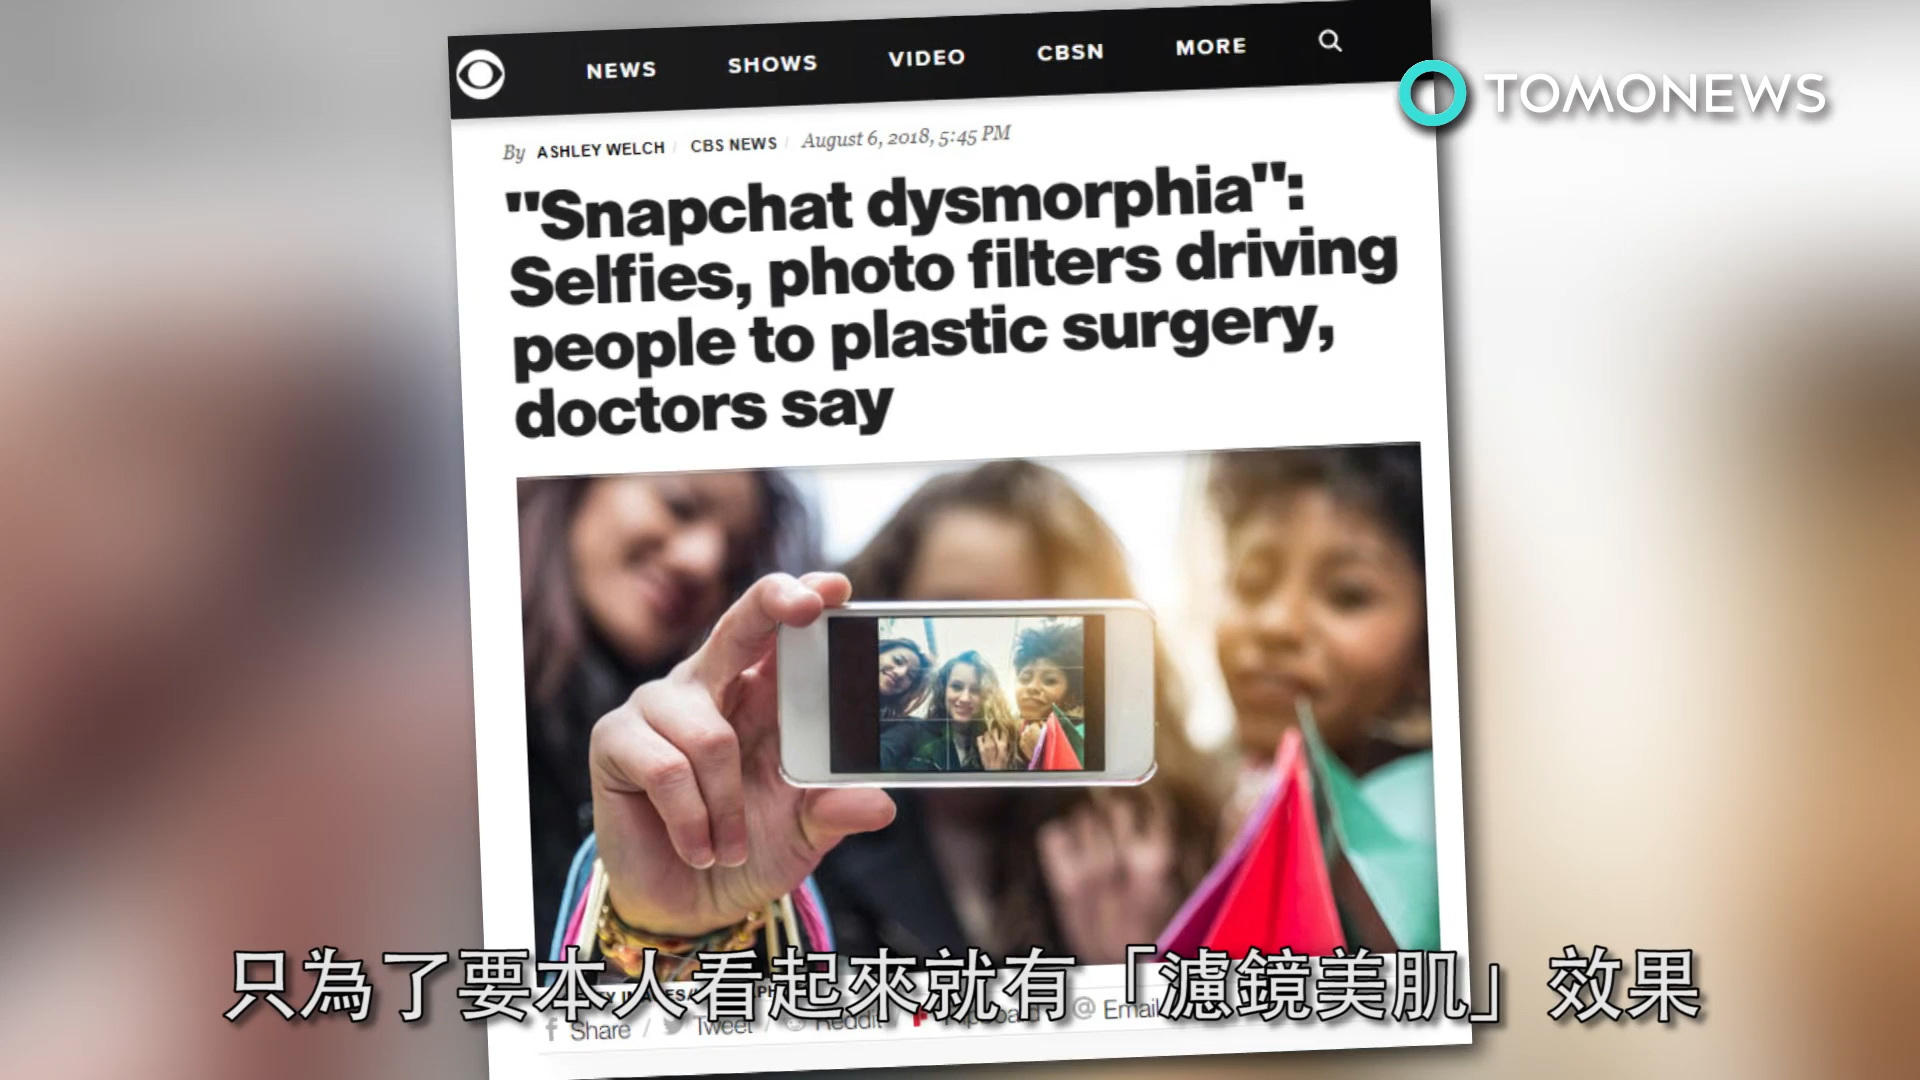 NEWS SHOWS VIDEO CBSN MORE
TOMONEWS
By ASHLEY WELCH / CBS NEWS / August 6, 2018, 5:45 PM
"Snapchat dysmorphia":
Selfies, photo filters driving
people to plastic surgery,
doctors say
只為了要本人看起來就有「濾鏡美肌」效果
Share / Tweet / Reddit / Flipboard @ Email